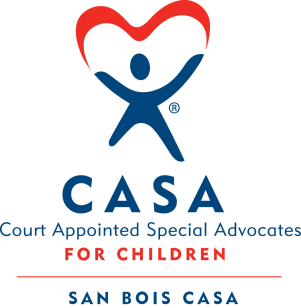 ®
CASA
Court Appointed Special Advocates
FOR CHILDREN
SAN BOIS CASA